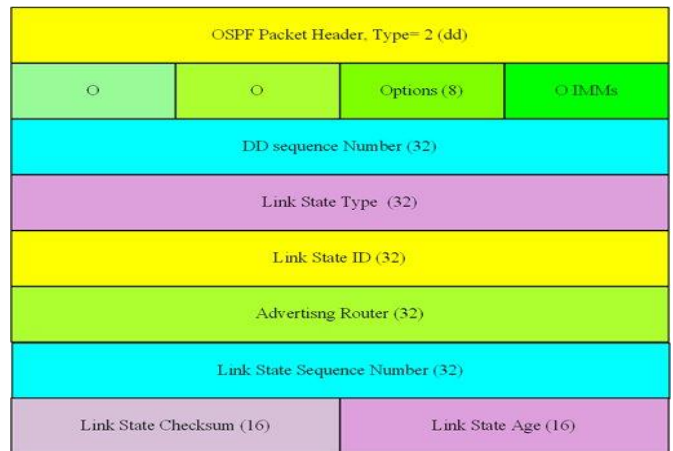 OSPF Packet Header, Type= 2 (dd)
O O Options (8) O IMMs
DD sequence Number (32)
Link State Type (32)
Link State ID (32)
Advertisng Router (32)
Link State Sequence Number (32)
Link State Checksum (16) Link State Age (16)